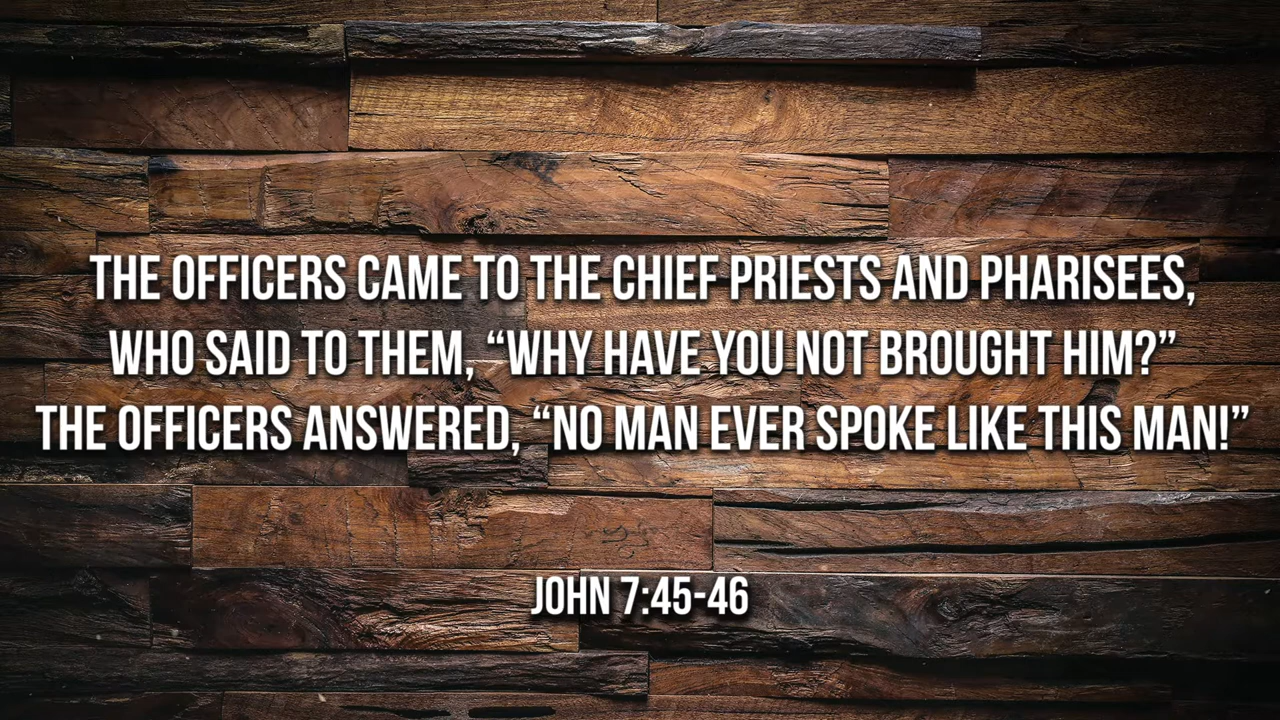 THE OFFICERS CAME TO THE CHIEF PRIESTS AND PHARISEES,
WHO SAID TO THEM, “WHY HAVE YOU NOT BROUGHT HIM?”
THE OFFICERS ANSWERED, “NO MAN EVER SPOKE LIKE THIS MAN!”
JOHN 7:45-46